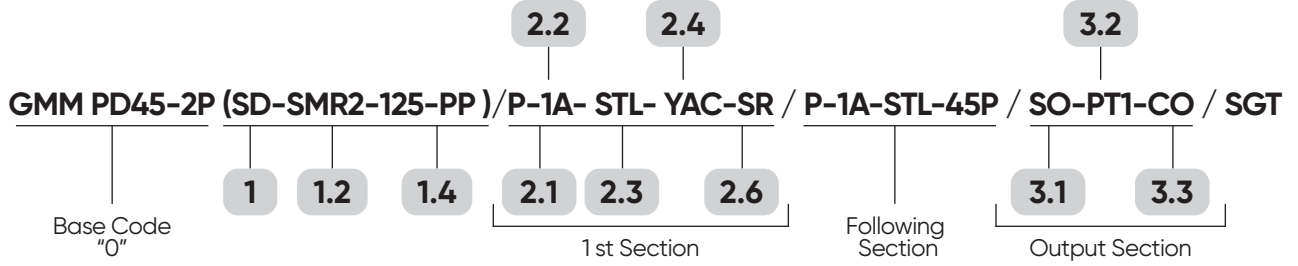 2.2 2.4 3.2
GMM PD45-2P (SD-SMR2-125-PP )/P-1A- STL- YAC-SR / P-1A-STL-45P / SO-PT1-CO / SGT
1 1.2 1.4 2.1 2.3 2.6 3.1 3.3
Base Code
"0"
1 st Section
Following
Section
Output Section